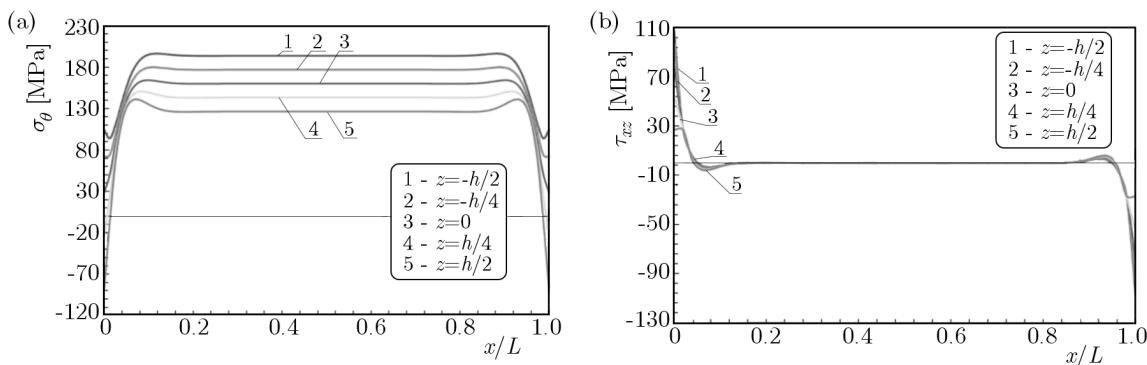 (a)
230
180
130
80
30
-20
-70
-120
σθ [MPa]
1 2 3
4 5
1 - z=-h/2
2 - z=-h/4
3 - z=0
4 - z=h/4
5 - z=h/2
0 0.2 0.4 0.6 0.8 1.0
x/L
(b)
110
70
30
-10
-50
-90
-130
τxz [MPa]
1
2
3
4
5
1 - z=-h/2
2 - z=-h/4
3 - z=0
4 - z=h/4
5 - z=h/2
0 0.2 0.4 0.6 0.8 1.0
x/L